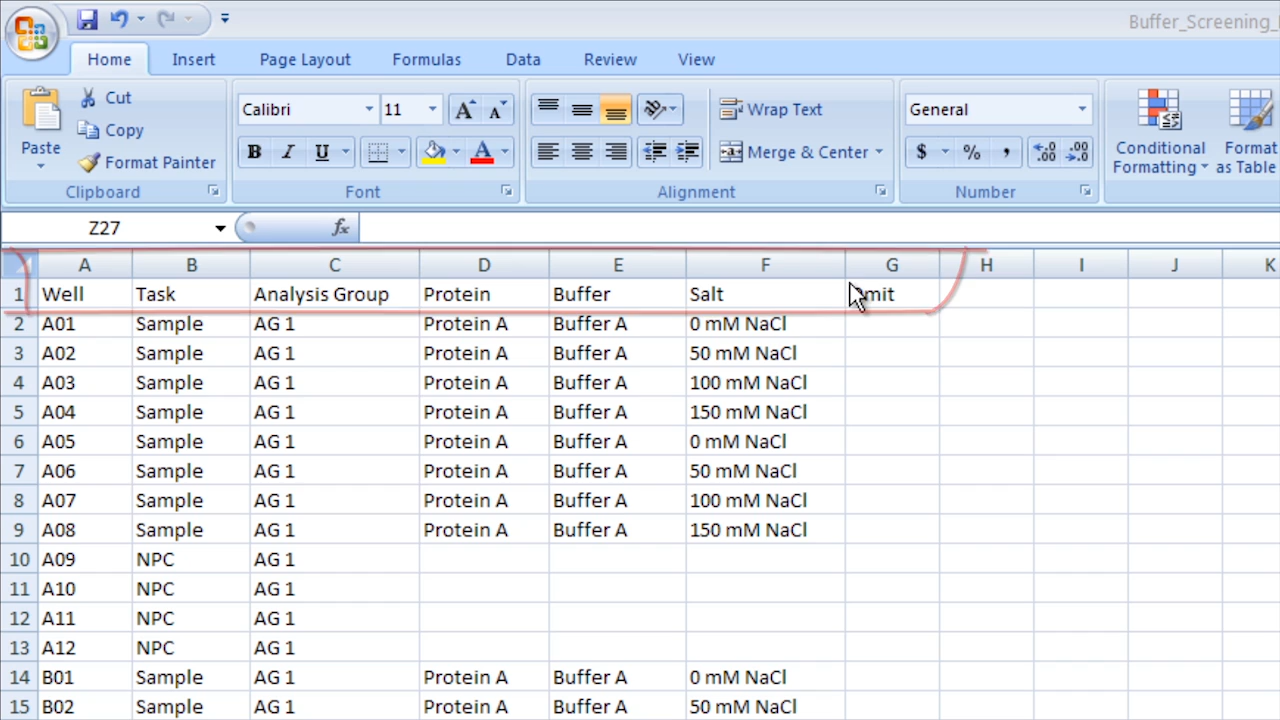 Buffer_Screening_
Home Insert Page Layout Formulas Data Review View
Paste Cut Copy Format Painter Clipboard
Calibri 11 A A B I U A Font
Wrap Text Merge & Center Alignment
General $ % , .00 .00 Number
Conditional Formatting Format as Table
Z27 fx
A B C D E F G H I J K
1 Well Task Analysis Group Protein Buffer Salt
2 A01 Sample AG 1 Protein A Buffer A 0 mM NaCl
3 A02 Sample AG 1 Protein A Buffer A 50 mM NaCl
4 A03 Sample AG 1 Protein A Buffer A 100 mM NaCl
5 A04 Sample AG 1 Protein A Buffer A 150 mM NaCl
6 A05 Sample AG 1 Protein A Buffer A 0 mM NaCl
7 A06 Sample AG 1 Protein A Buffer A 50 mM NaCl
8 A07 Sample AG 1 Protein A Buffer A 100 mM NaCl
9 A08 Sample AG 1 Protein A Buffer A 150 mM NaCl
10 A09 NPC AG 1
11 A10 NPC AG 1
12 A11 NPC AG 1
13 A12 NPC AG 1
14 B01 Sample AG 1 Protein A Buffer A 0 mM NaCl
15 B02 Sample AG 1 Protein A Buffer A 50 mM NaCl